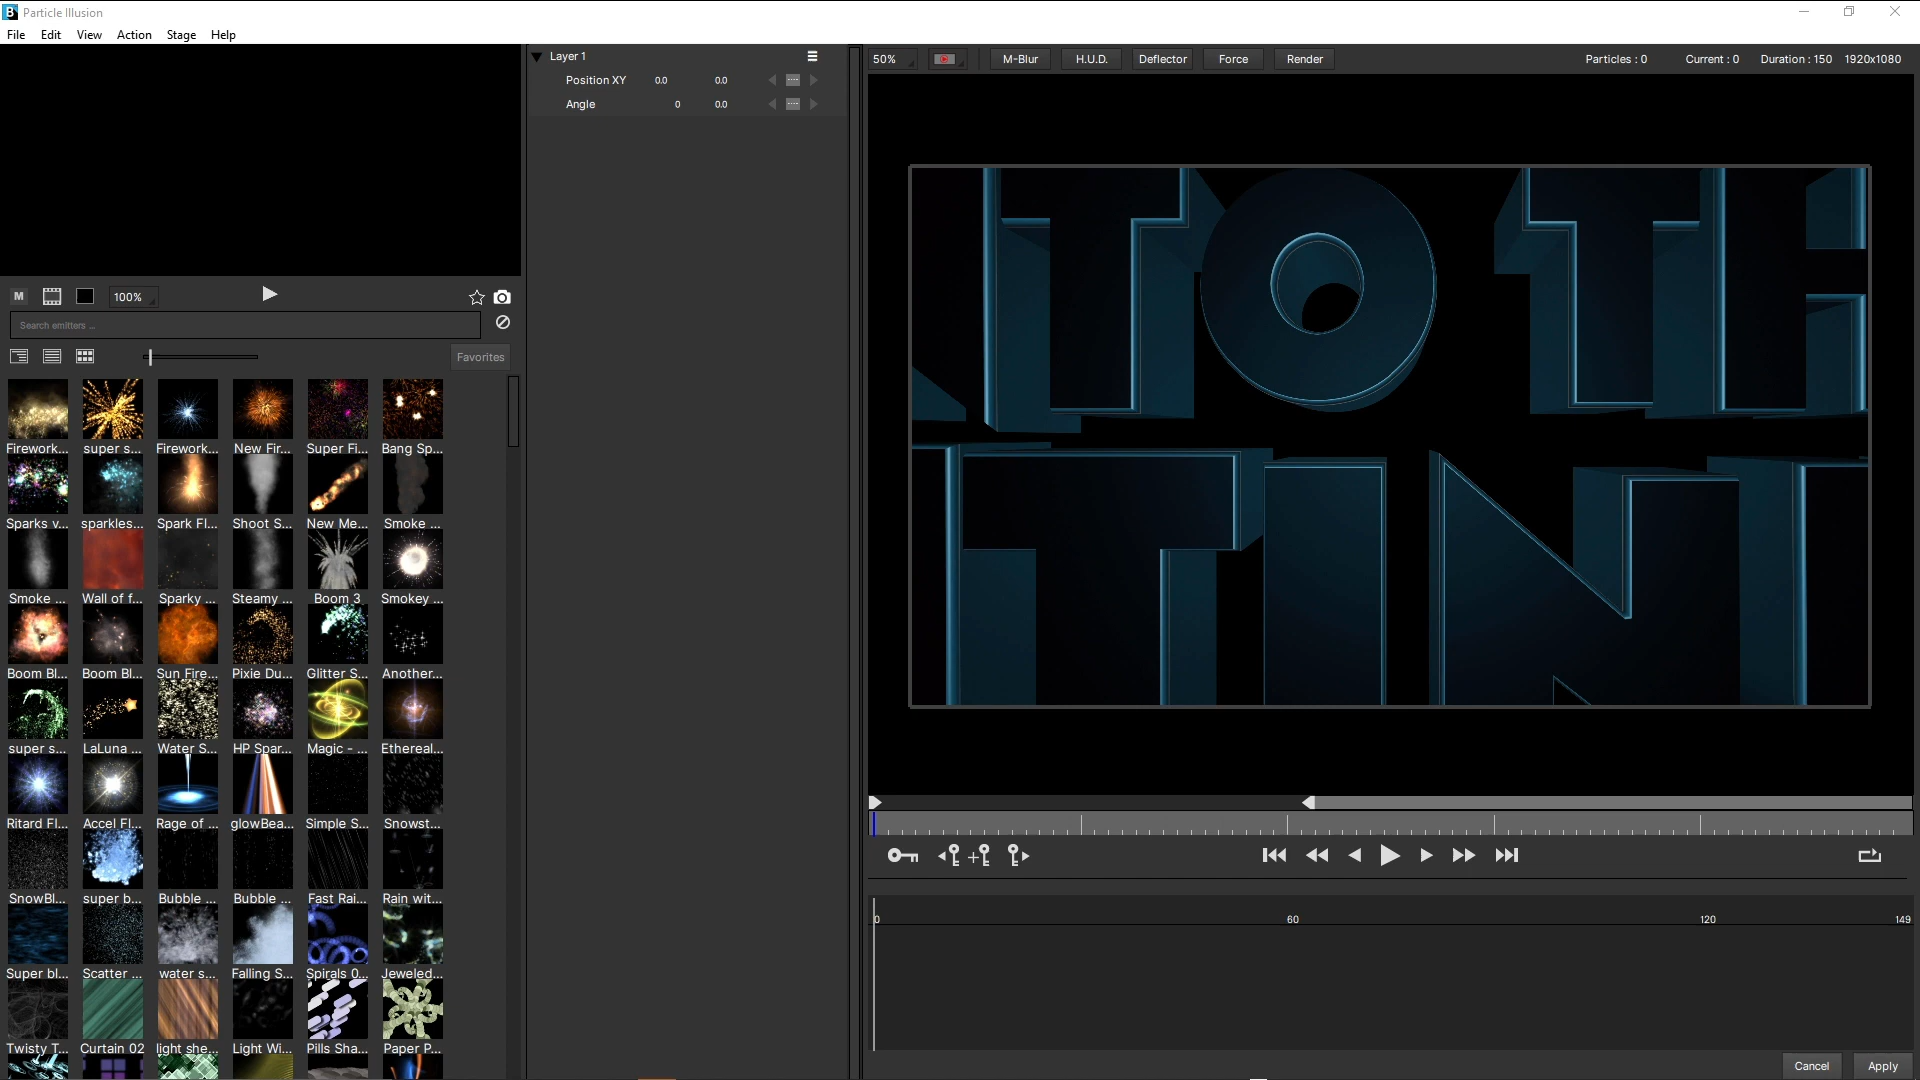 B Particle Illusion
File Edit View Action Stage Help
Layer 1
Position XY 0.0 0.0
Angle 0 0.0
50% M-Blur H.U.D. Deflector Force Render Particles : 0 Current : 0 Duration : 150 1920x1080
TO TH
TIN
M 100%
Search emitters ...
Favorites
Firework... super s... Firework... New Fir... Super Fi... Bang Sp...
Sparks v... sparkles... Spark Fl... Shoot S... New Me... Smoke ...
Smoke ... Wall of f... Sparky ... Steamy ... Boom 3 Smokey ...
Boom Bl... Boom Bl... Sun Fire... Pixie Du... Glitter S... Another...
super s... LaLuna ... Water S... HP Spar... Magic - ... Ethereal...
Ritard Fl... Accel Fl... Rage of ... glowBea... Simple S... Snowst...
SnowBl... super b... Bubble ... Bubble ... Fast Rai... Rain wit...
Super bl... Scatter ... water s... Falling S... Spirals 0... Jeweled...
Twisty T... Curtain 02 light she... Light Wi... Pills Sha... Paper P...
0 60 120 149
Cancel Apply